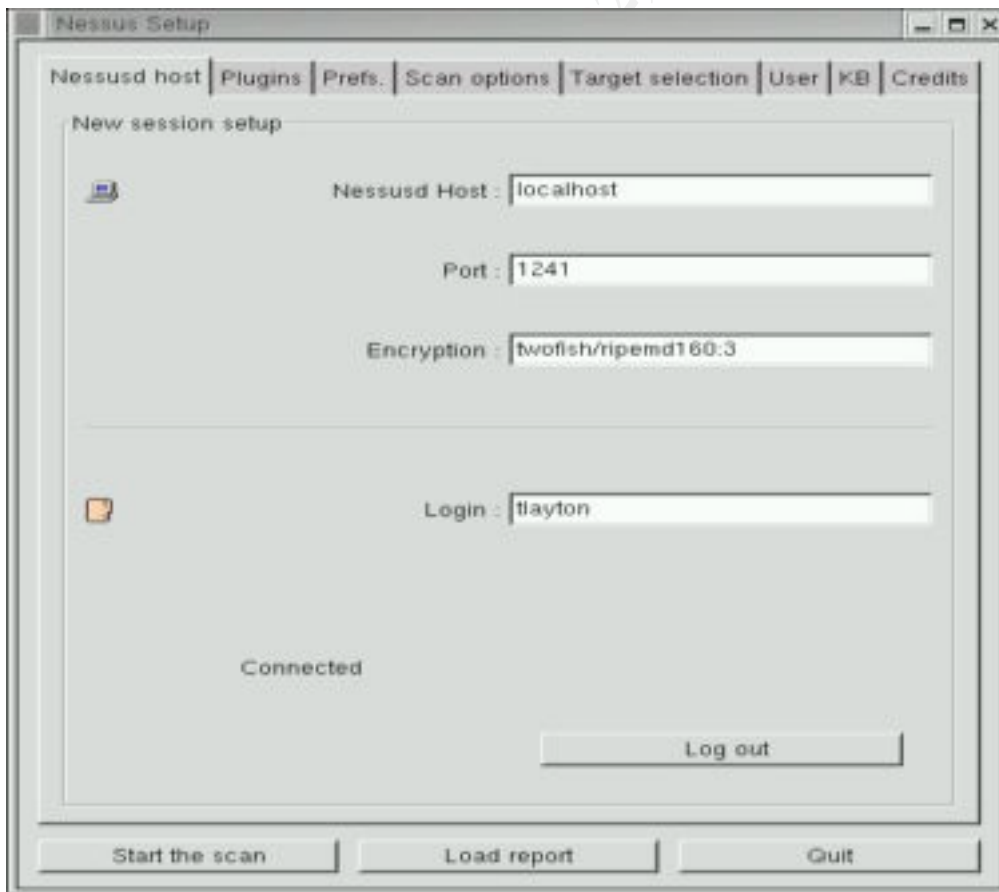 Nessus Setup
Nessusd host Plugins Prefs. Scan options Target selection User KB Credits
New session setup
Nessusd Host : localhost
Port : 1241
Encryption : twofish/ripemd160:3
Login : tlayton
Connected
Log out
Start the scan Load report Quit